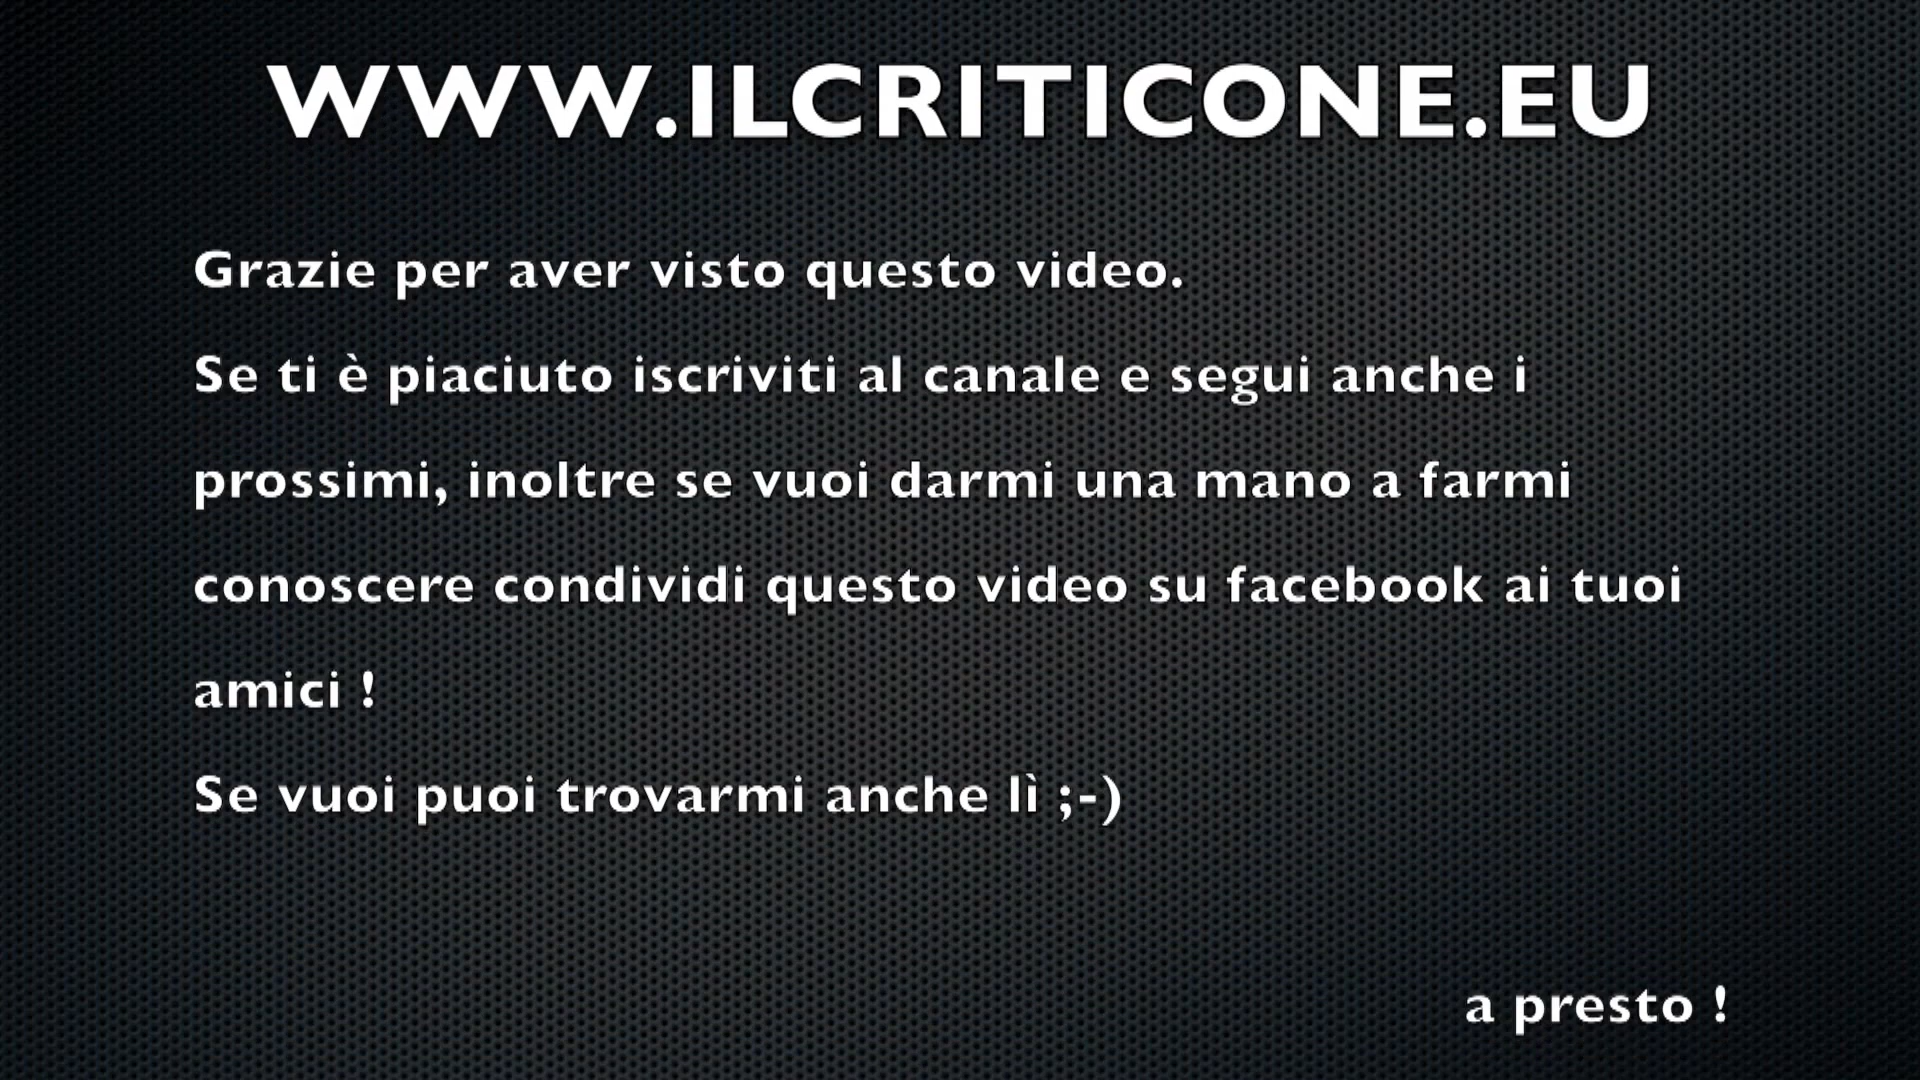 WWW.ILCRITICONE.EU
Grazie per aver visto questo video.
Se ti è piaciuto iscriviti al canale e segui anche i
prossimi, inoltre se vuoi darmi una mano a farmi
conoscere condividi questo video su facebook ai tuoi
amici !
Se vuoi puoi trovarmi anche lì ;-)
a presto !